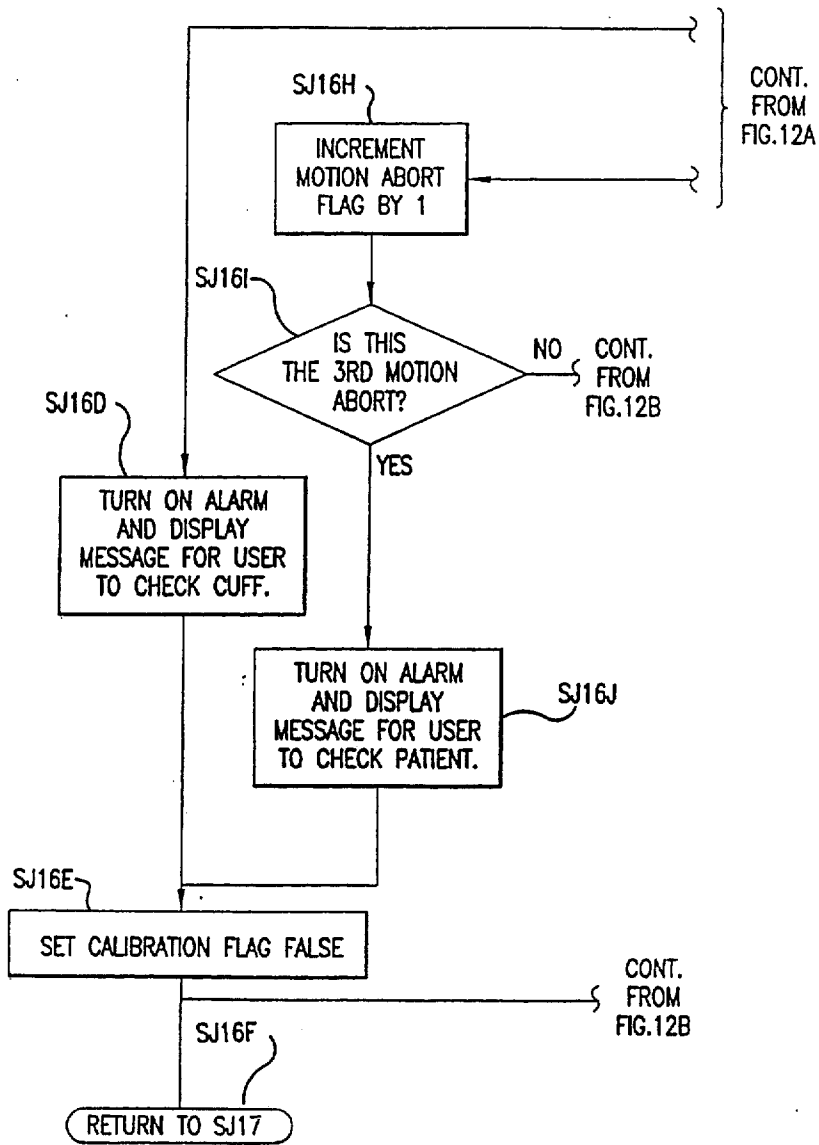 CONT.
FROM
FIG.12A
SJ16H
INCREMENT
MOTION ABORT
FLAG BY 1
SJ16I
IS THIS
THE 3RD MOTION
ABORT?
NO
CONT.
FROM
FIG.12B
YES
SJ16D
TURN ON ALARM
AND DISPLAY
MESSAGE FOR USER
TO CHECK CUFF.
TURN ON ALARM
AND DISPLAY
MESSAGE FOR USER
TO CHECK PATIENT.
SJ16J
SJ16E
SET CALIBRATION FLAG FALSE
CONT.
FROM
FIG.12B
SJ16F
RETURN TO SJ17